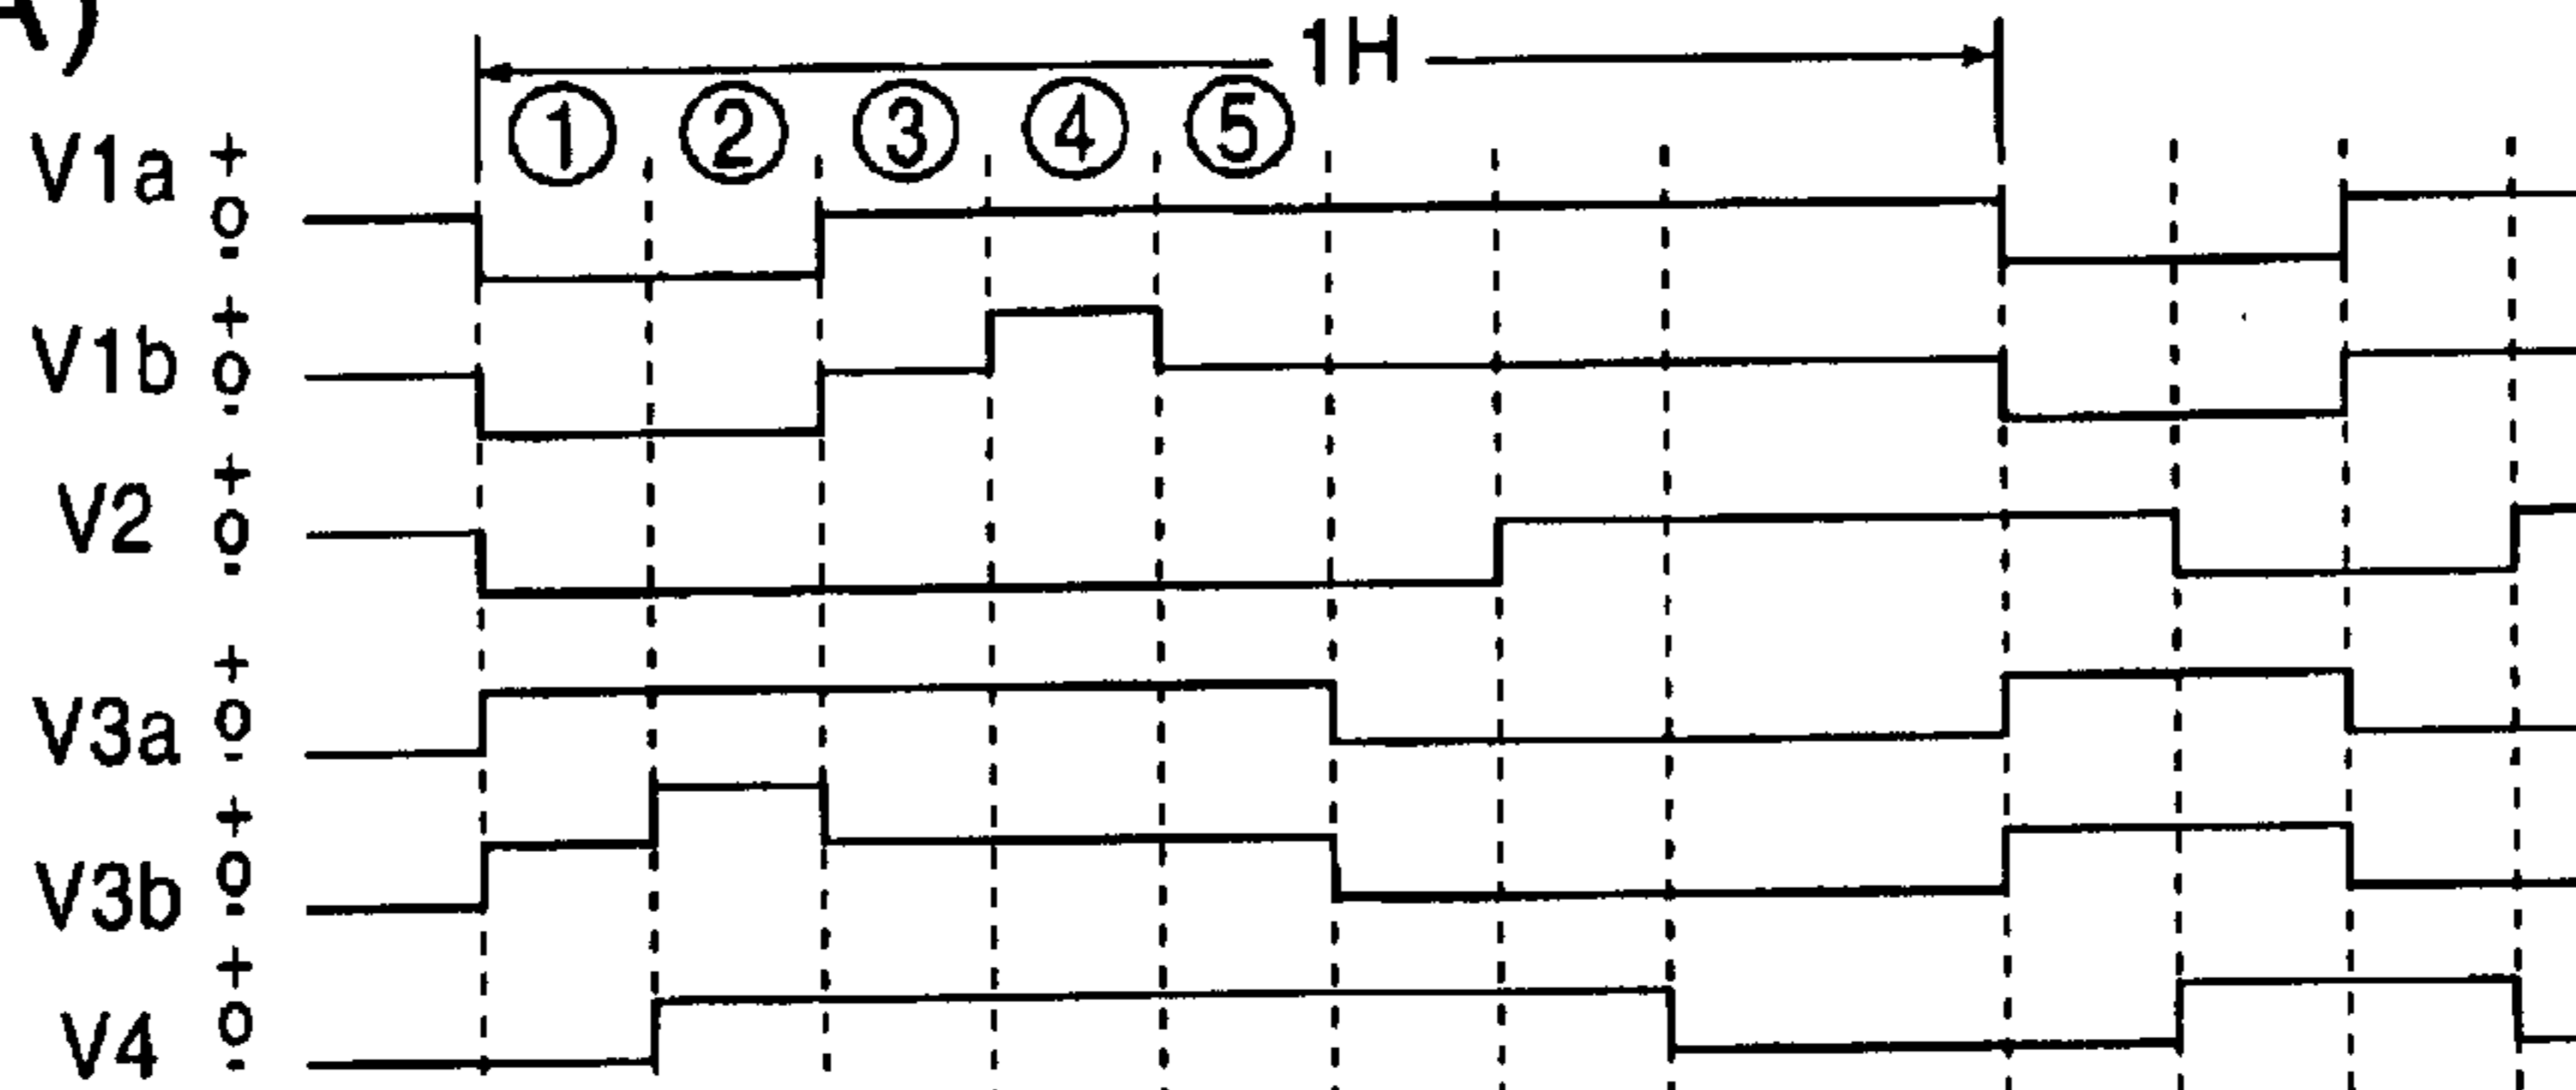 A)
1H
① ② ③ ④ ⑤
V1a + 0 -
V1b + 0 -
V2 + 0 -
V3a + 0 -
V3b + 0 -
V4 + 0 -